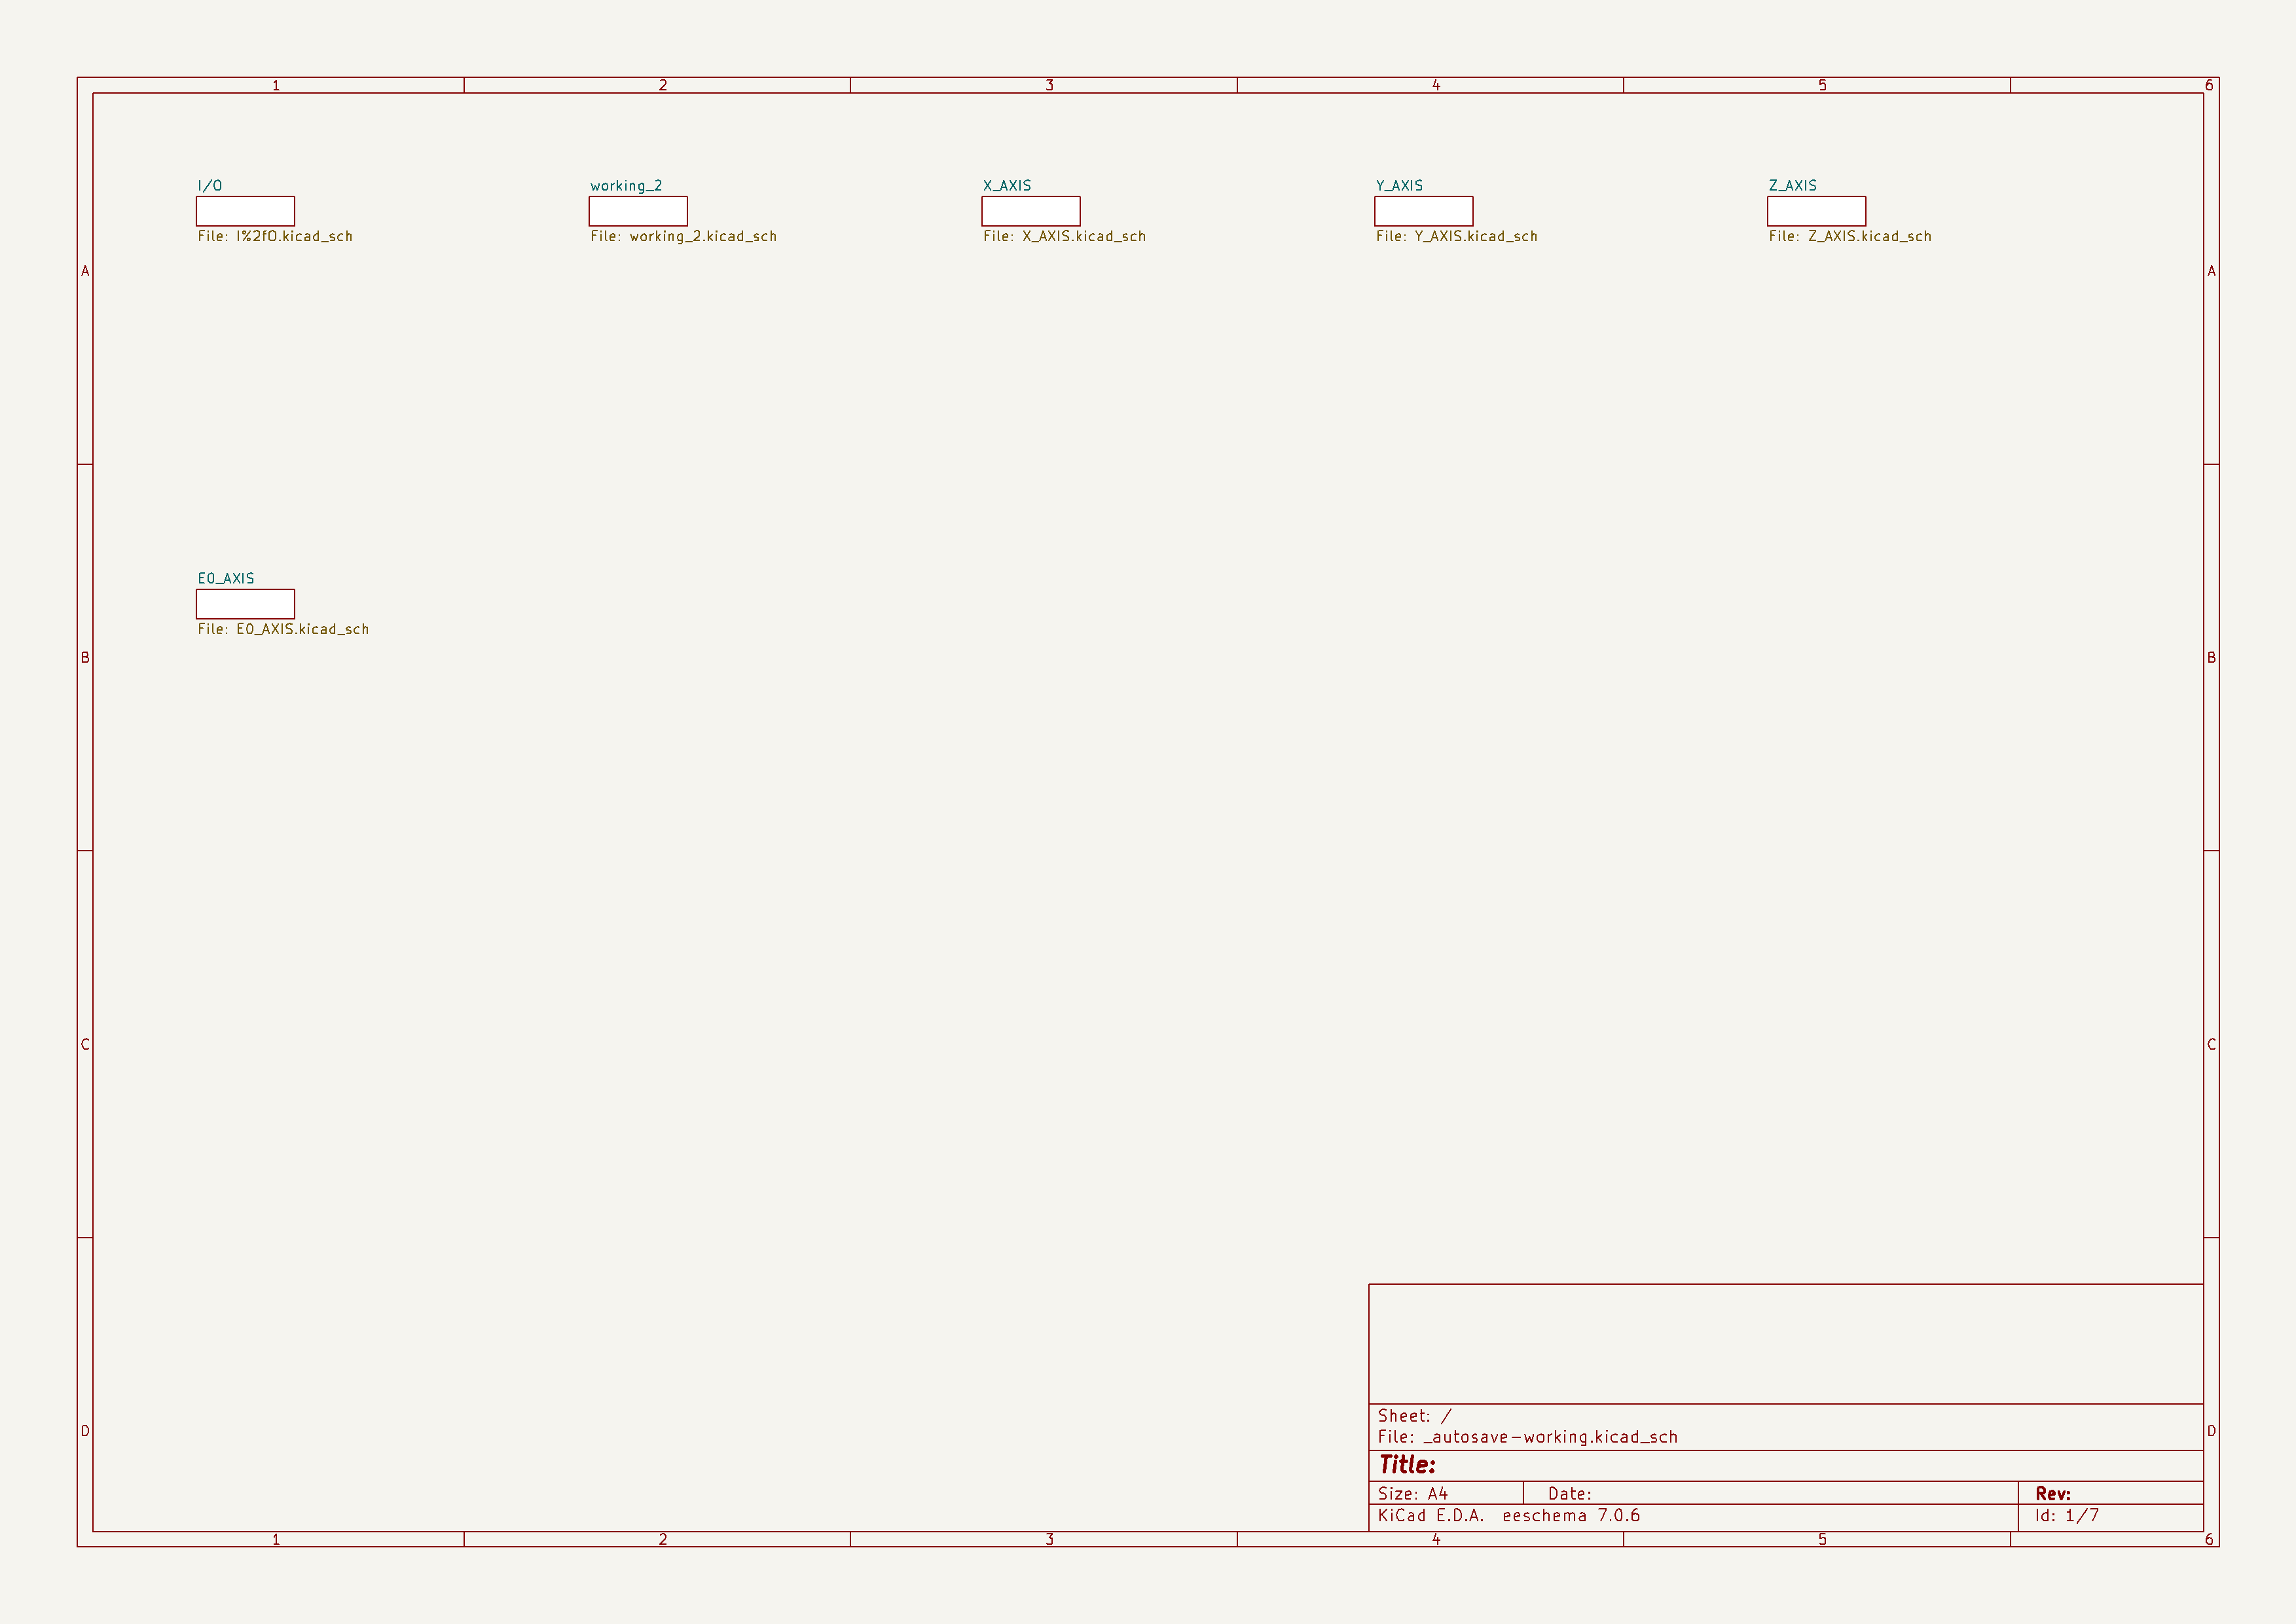 1 2 3 4 5 6
I/O working_2 X_AXIS Y_AXIS Z_AXIS
File: I%2fO.kicad_sch File: working_2.kicad_sch File: X_AXIS.kicad_sch File: Y_AXIS.kicad_sch File: Z_AXIS.kicad_sch
A A
E0_AXIS
File: E0_AXIS.kicad_sch
B B
C C
Sheet: /
D D
File: _autosave-working.kicad_sch
Title:
Size: A4 Date: Rev:
KiCad E.D.A. eeschema 7.0.6 Id: 1/7
1 2 3 4 5 6